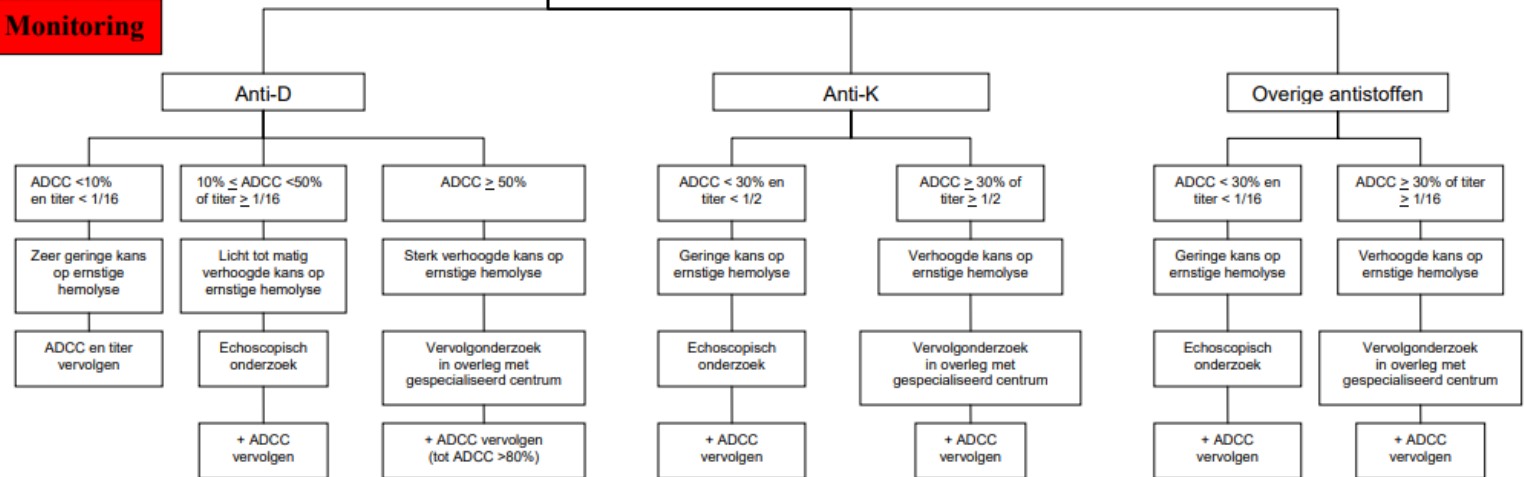 Monitoring
Anti-D
Anti-K
Overige antistoffen
ADCC <10%
en titer < 1/16
10% ≤ ADCC <50%
of titer ≥ 1/16
ADCC ≥ 50%
ADCC < 30% en
titer < 1/2
ADCC ≥ 30% of
titer ≥ 1/2
ADCC < 30% en
titer < 1/16
ADCC ≥ 30% of titer
≥ 1/16
Zeer geringe kans
op ernstige
hemolyse
Licht tot matig
verhoogde kans op
ernstige hemolyse
Sterk verhoogde kans op
ernstige hemolyse
Geringe kans op
ernstige hemolyse
Verhoogde kans op
ernstige hemolyse
Geringe kans op
ernstige hemolyse
Verhoogde kans op
ernstige hemolyse
ADCC en titer
vervolgen
Echoscopisch
onderzoek
Vervolgonderzoek
in overleg met
gespecialiseerd centrum
Echoscopisch
onderzoek
Vervolgonderzoek
in overleg met
gespecialiseerd centrum
Echoscopisch
onderzoek
Vervolgonderzoek
in overleg met
gespecialiseerd centrum
+ ADCC
vervolgen
+ ADCC vervolgen
(tot ADCC >80%)
+ ADCC
vervolgen
+ ADCC
vervolgen
+ ADCC
vervolgen
+ ADCC
vervolgen